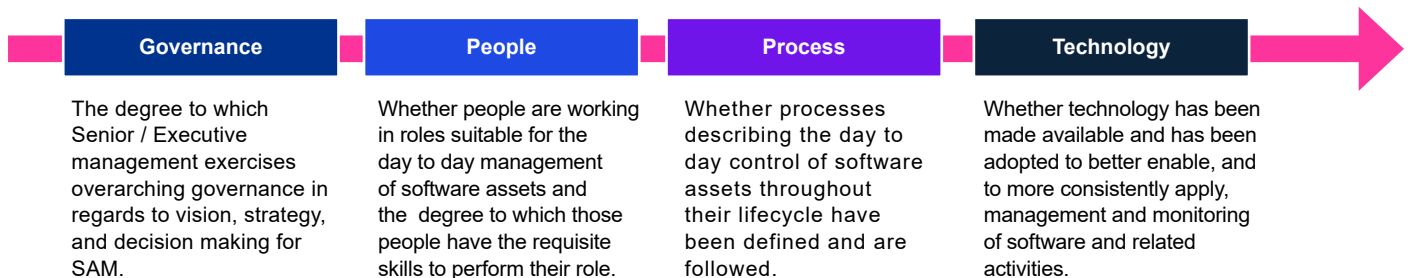 Governance
The degree to which
Senior / Executive
management exercises
overarching governance in
regards to vision, strategy,
and decision making for
SAM.
People
Whether people are working
in roles suitable for the
day to day management
of software assets and
the degree to which those
people have the requisite
skills to perform their role.
Process
Whether processes
describing the day to
day control of software
assets throughout
their lifecycle have
been defined and are
followed.
Technology
Whether technology has been
made available and has been
adopted to better enable, and
to more consistently apply,
management and monitoring
of software and related
activities.